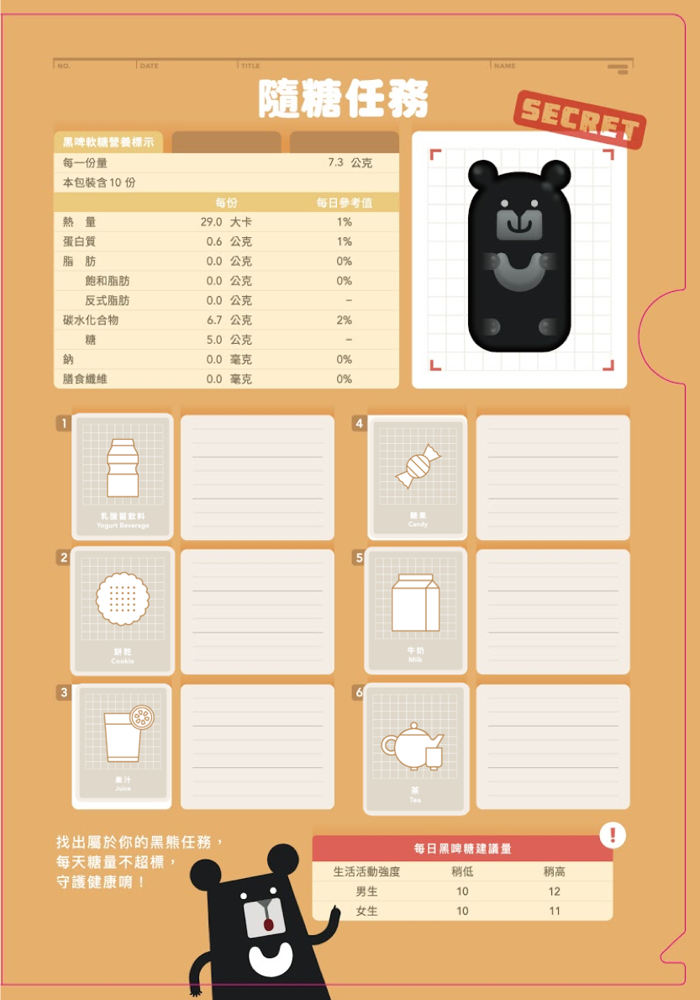 NO. DATE TITLE NAME
隨糖任務
SECRET
黑啤軟糖營養標示
每一份量 7.3 公克
本包裝含10份
每份 每日參考值
熱 量 29.0 大卡 1%
蛋白質 0.6 公克 1%
脂 肪 0.0 公克 0%
飽和脂肪 0.0 公克 0%
反式脂肪 0.0 公克 –
碳水化合物 6.7 公克 2%
糖 5.0 公克 –
鈉 0.0 毫克 0%
膳食纖維 0.0 毫克 0%
1
乳酸菌飲料
Yogurt Beverage
2
餅乾
Cookie
3
果汁
Juice
4
糖果
Candy
5
牛奶
Milk
6
茶
Tea
找出屬於你的黑熊任務，
每天糖量不超標，
守護健康唷！
!
每日黑啤糖建議量
生活活動強度 稍低 稍高
男生 10 12
女生 10 11